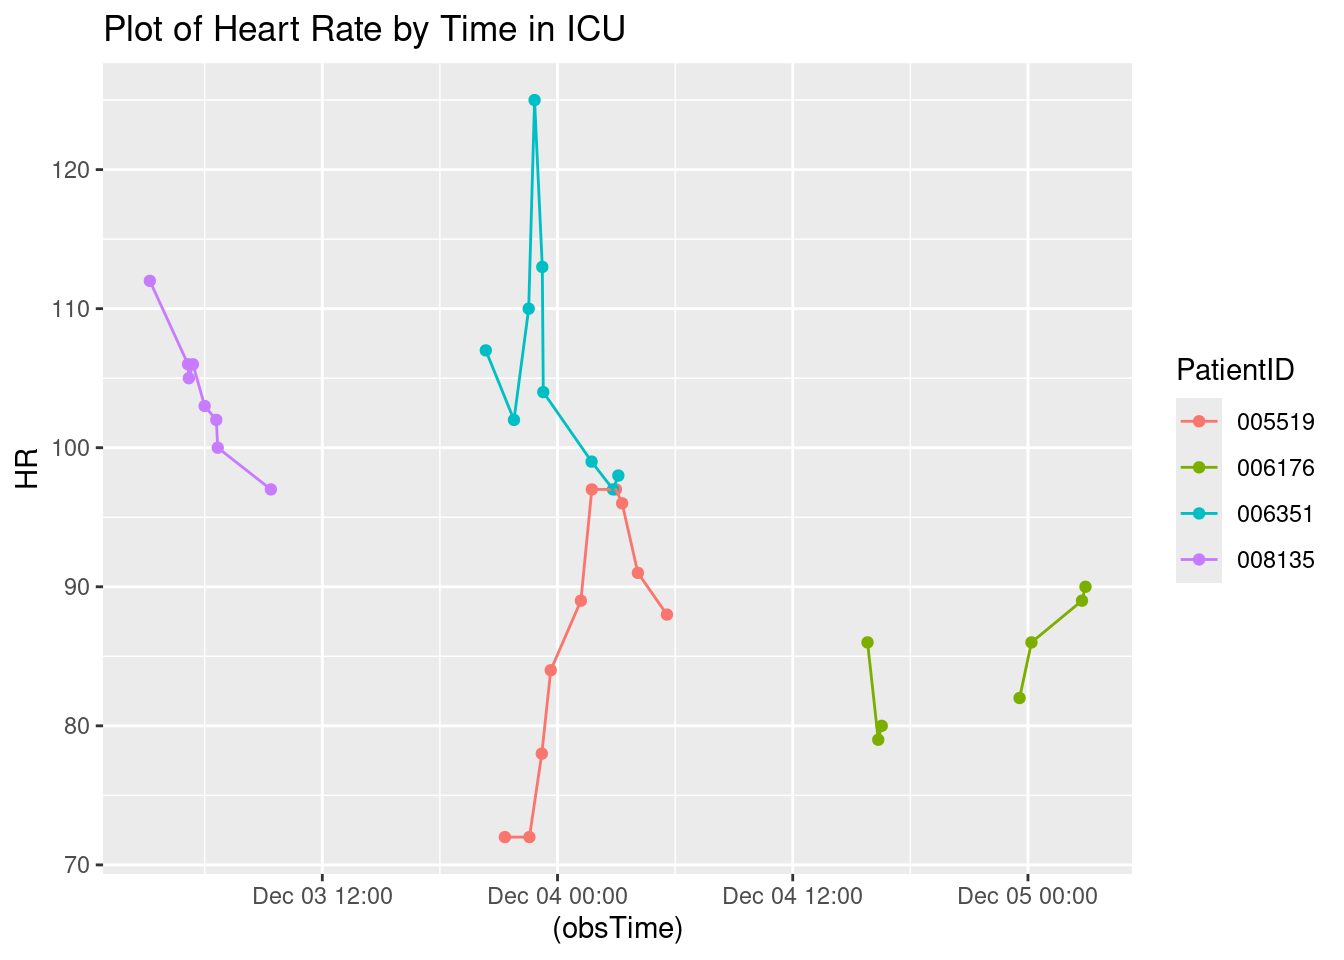 Plot of Heart Rate by Time in ICU
120
110
100
90
80
70
HR
Dec 03 12:00
Dec 04 00:00
Dec 04 12:00
Dec 05 00:00
(obsTime)
PatientID
005519
006176
006351
008135